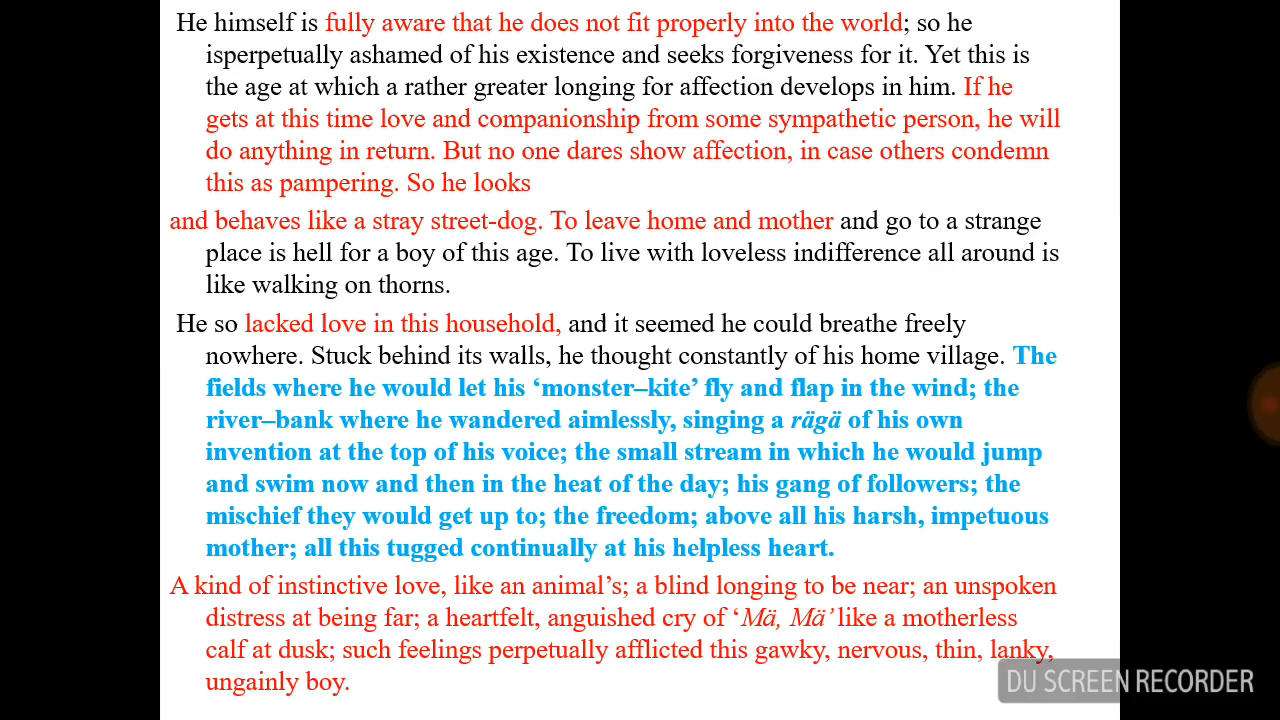 He himself is fully aware that he does not fit properly into the world; so he
isperpetually ashamed of his existence and seeks forgiveness for it. Yet this is
the age at which a rather greater longing for affection develops in him. If he
gets at this time love and companionship from some sympathetic person, he will
do anything in return. But no one dares show affection, in case others condemn
this as pampering. So he looks
and behaves like a stray street-dog. To leave home and mother and go to a strange
place is hell for a boy of this age. To live with loveless indifference all around is
like walking on thorns.
He so lacked love in this household, and it seemed he could breathe freely
nowhere. Stuck behind its walls, he thought constantly of his home village. The
fields where he would let his ‘monster–kite’ fly and flap in the wind; the
river–bank where he wandered aimlessly, singing a rägä of his own
invention at the top of his voice; the small stream in which he would jump
and swim now and then in the heat of the day; his gang of followers; the
mischief they would get up to; the freedom; above all his harsh, impetuous
mother; all this tugged continually at his helpless heart.
A kind of instinctive love, like an animal’s; a blind longing to be near; an unspoken
distress at being far; a heartfelt, anguished cry of ‘Mä, Mä’ like a motherless
calf at dusk; such feelings perpetually afflicted this gawky, nervous, thin, lanky,
ungainly boy.
DU SCREEN RECORDER